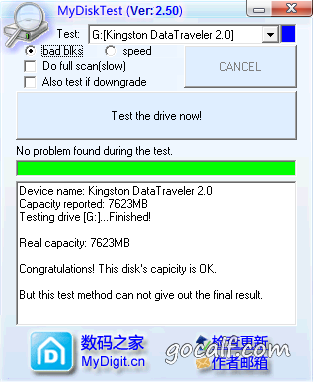 MyDiskTest (Ver: 2.50)
Test: G:[Kingston DataTraveler 2.0]
bad blks speed
Do full scan(slow)
CANCEL
Also test if downgrade
Test the drive now!
No problem found during the test.
Device name: Kingston DataTraveler 2.0
Capacity reported: 7623MB
Testing drive [G:]...Finished!
Real capacity: 7623MB
Congratulations! This disk's capicity is OK.
But this test method can not give out the final result.
数码之家
MyDigit.cn
检查更新
作者邮箱
gocalf.com